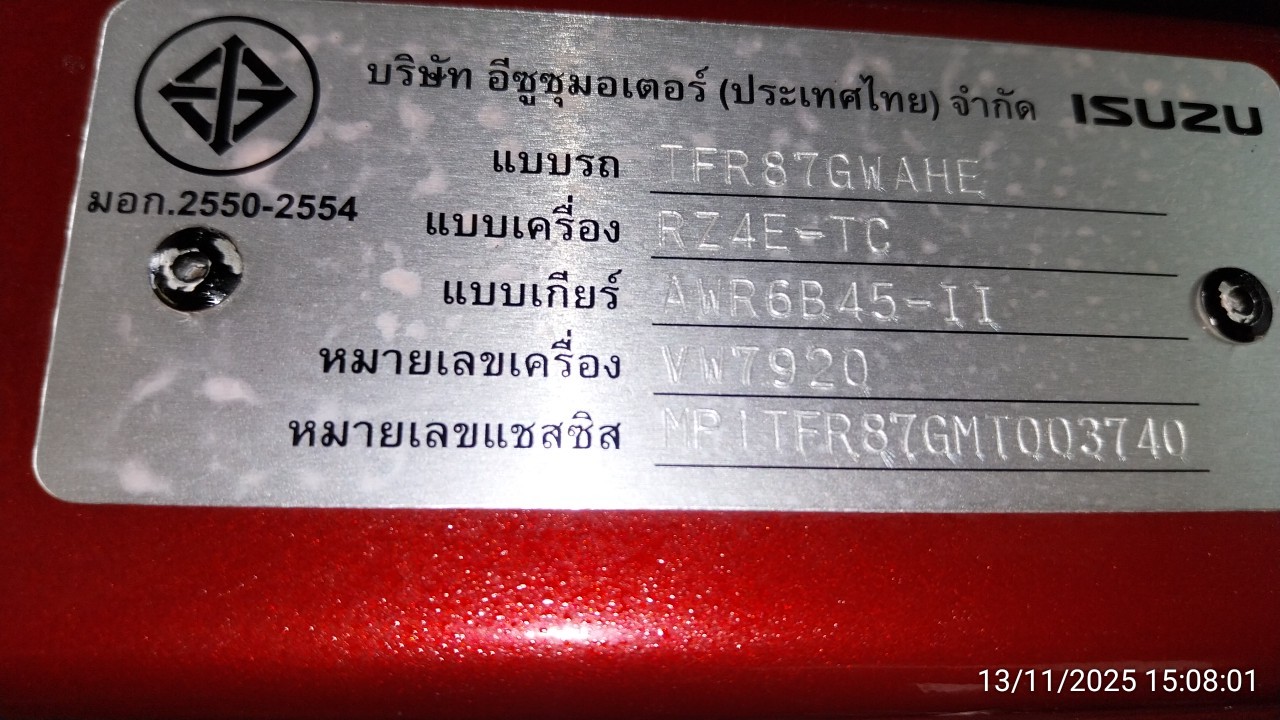 บริษัท อีซูซุมอเตอร์ (ประเทศไทย) จำกัด ISUZU
แบบรถ TFR87GWAHE
มอก.2550-2554
แบบเครื่อง RZ4E-TC
แบบเกียร์ AWR6B45-II
หมายเลขเครื่อง VW7920
หมายเลขแชสซิส MP1TFR87GMT003740
13/11/2025 15:08:01